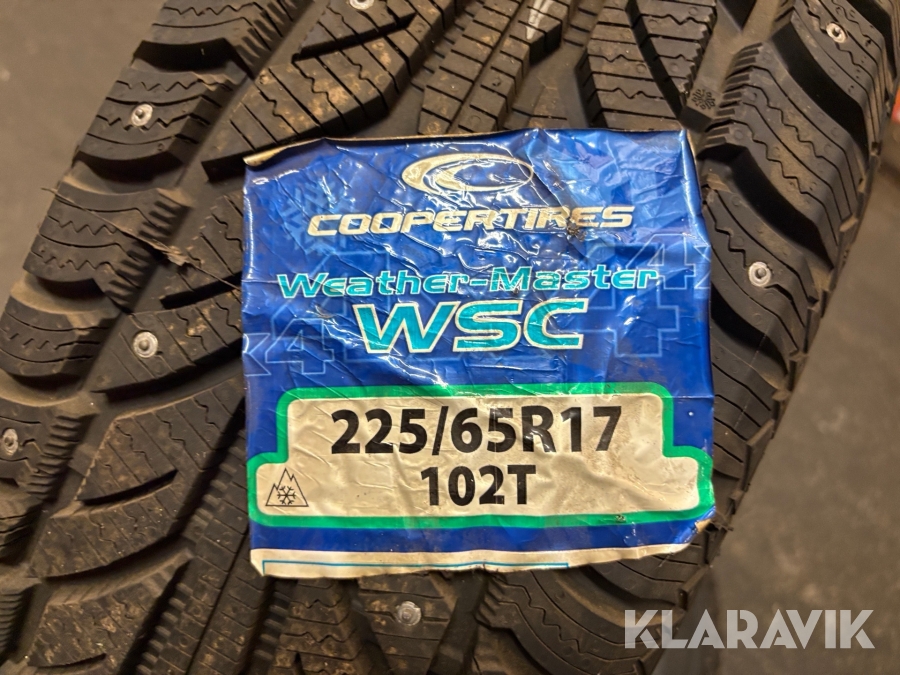 COOPERTIRES
Weather-Master
WSC
225/65R17
102T
KLARAVIK